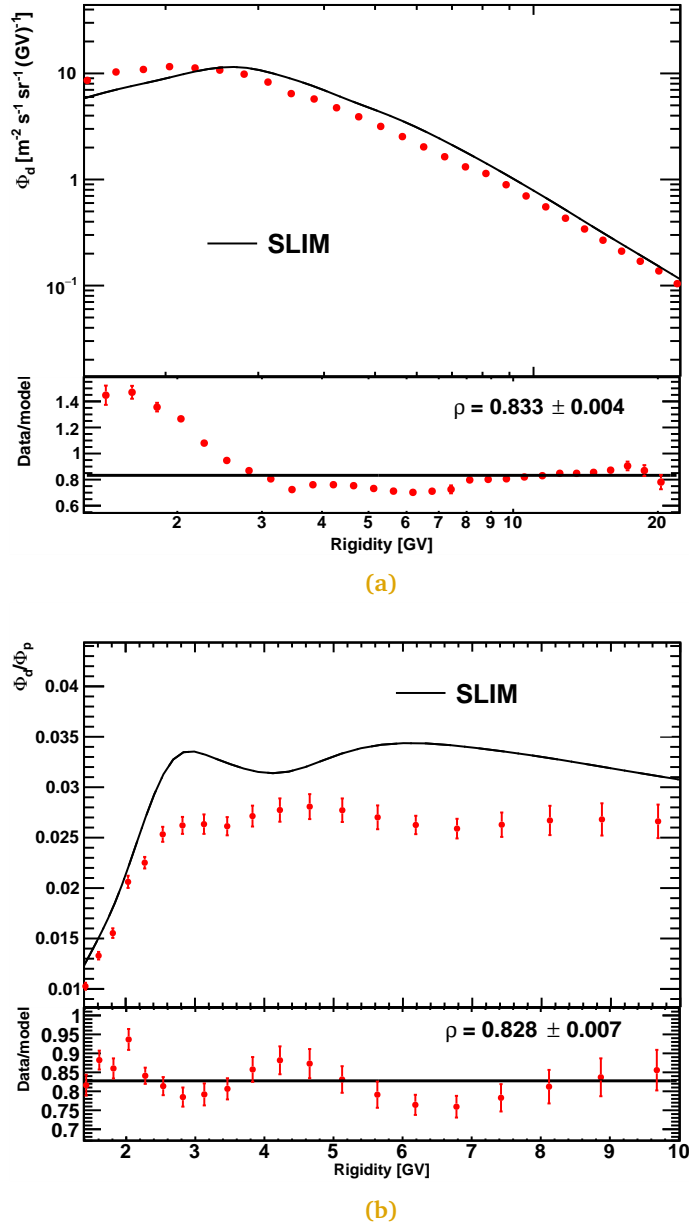 Φd [m⁻² s⁻¹ sr⁻¹ (GV)⁻¹]
10
1
10⁻¹
SLIM
Data/model
1.4
1.2
1
0.8
0.6
ρ = 0.833 ± 0.004
2 3 4 5 6 7 8 9 10 20
Rigidity [GV]
(a)
Φd/Φp
0.04
0.035
0.03
0.025
0.02
0.015
0.01
SLIM
Data/model
1
0.95
0.9
0.85
0.8
0.75
0.7
ρ = 0.828 ± 0.007
2 3 4 5 6 7 8 9 10
Rigidity [GV]
(b)